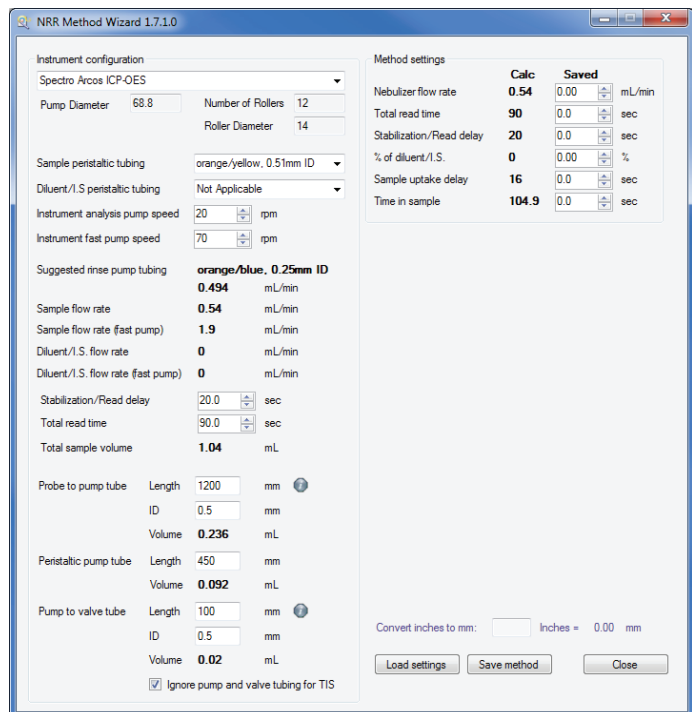 NRR Method Wizard 1.7.1.0
Instrument configuration
Spectro Arcos ICP-OES
Pump Diameter 68.8 Number of Rollers 12
Roller Diameter 14
Sample peristaltic tubing orange/yellow, 0.51mm ID
Diluent/I.S peristaltic tubing Not Applicable
Instrument analysis pump speed 20 rpm
Instrument fast pump speed 70 rpm
Suggested rinse pump tubing orange/blue, 0.25mm ID
0.494 mL/min
Sample flow rate 0.54 mL/min
Sample flow rate (fast pump) 1.9 mL/min
Diluent/I.S. flow rate 0 mL/min
Diluent/I.S. flow rate (fast pump) 0 mL/min
Stabilization/Read delay 20.0 sec
Total read time 90.0 sec
Total sample volume 1.04 mL
Probe to pump tube Length 1200 mm
ID 0.5 mm
Volume 0.236 mL
Peristaltic pump tube Length 450 mm
Volume 0.092 mL
Pump to valve tube Length 100 mm
ID 0.5 mm
Volume 0.02 mL
Ignore pump and valve tubing for TIS
Method settings
Calc Saved
Nebulizer flow rate 0.54 0.00 mL/min
Total read time 90 0.0 sec
Stabilization/Read delay 20 0.0 sec
% of diluent/I.S. 0 0.00 %
Sample uptake delay 16 0.0 sec
Time in sample 104.9 0.0 sec
Convert inches to mm: Inches = 0.00 mm
Load settings Save method Close